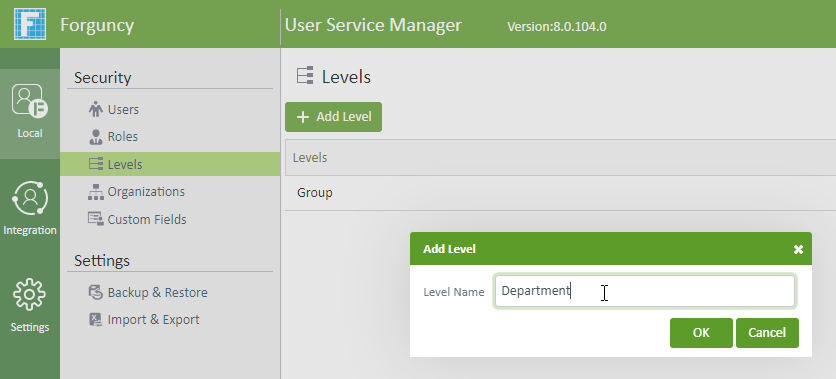 Forguncy
User Service Manager Version:8.0.104.0
Local
Integration
Settings
Security
Users
Roles
Levels
Organizations
Custom Fields
Settings
Backup & Restore
Import & Export
Levels
+ Add Level
Levels
Group
Add Level
Level Name Department
OK Cancel